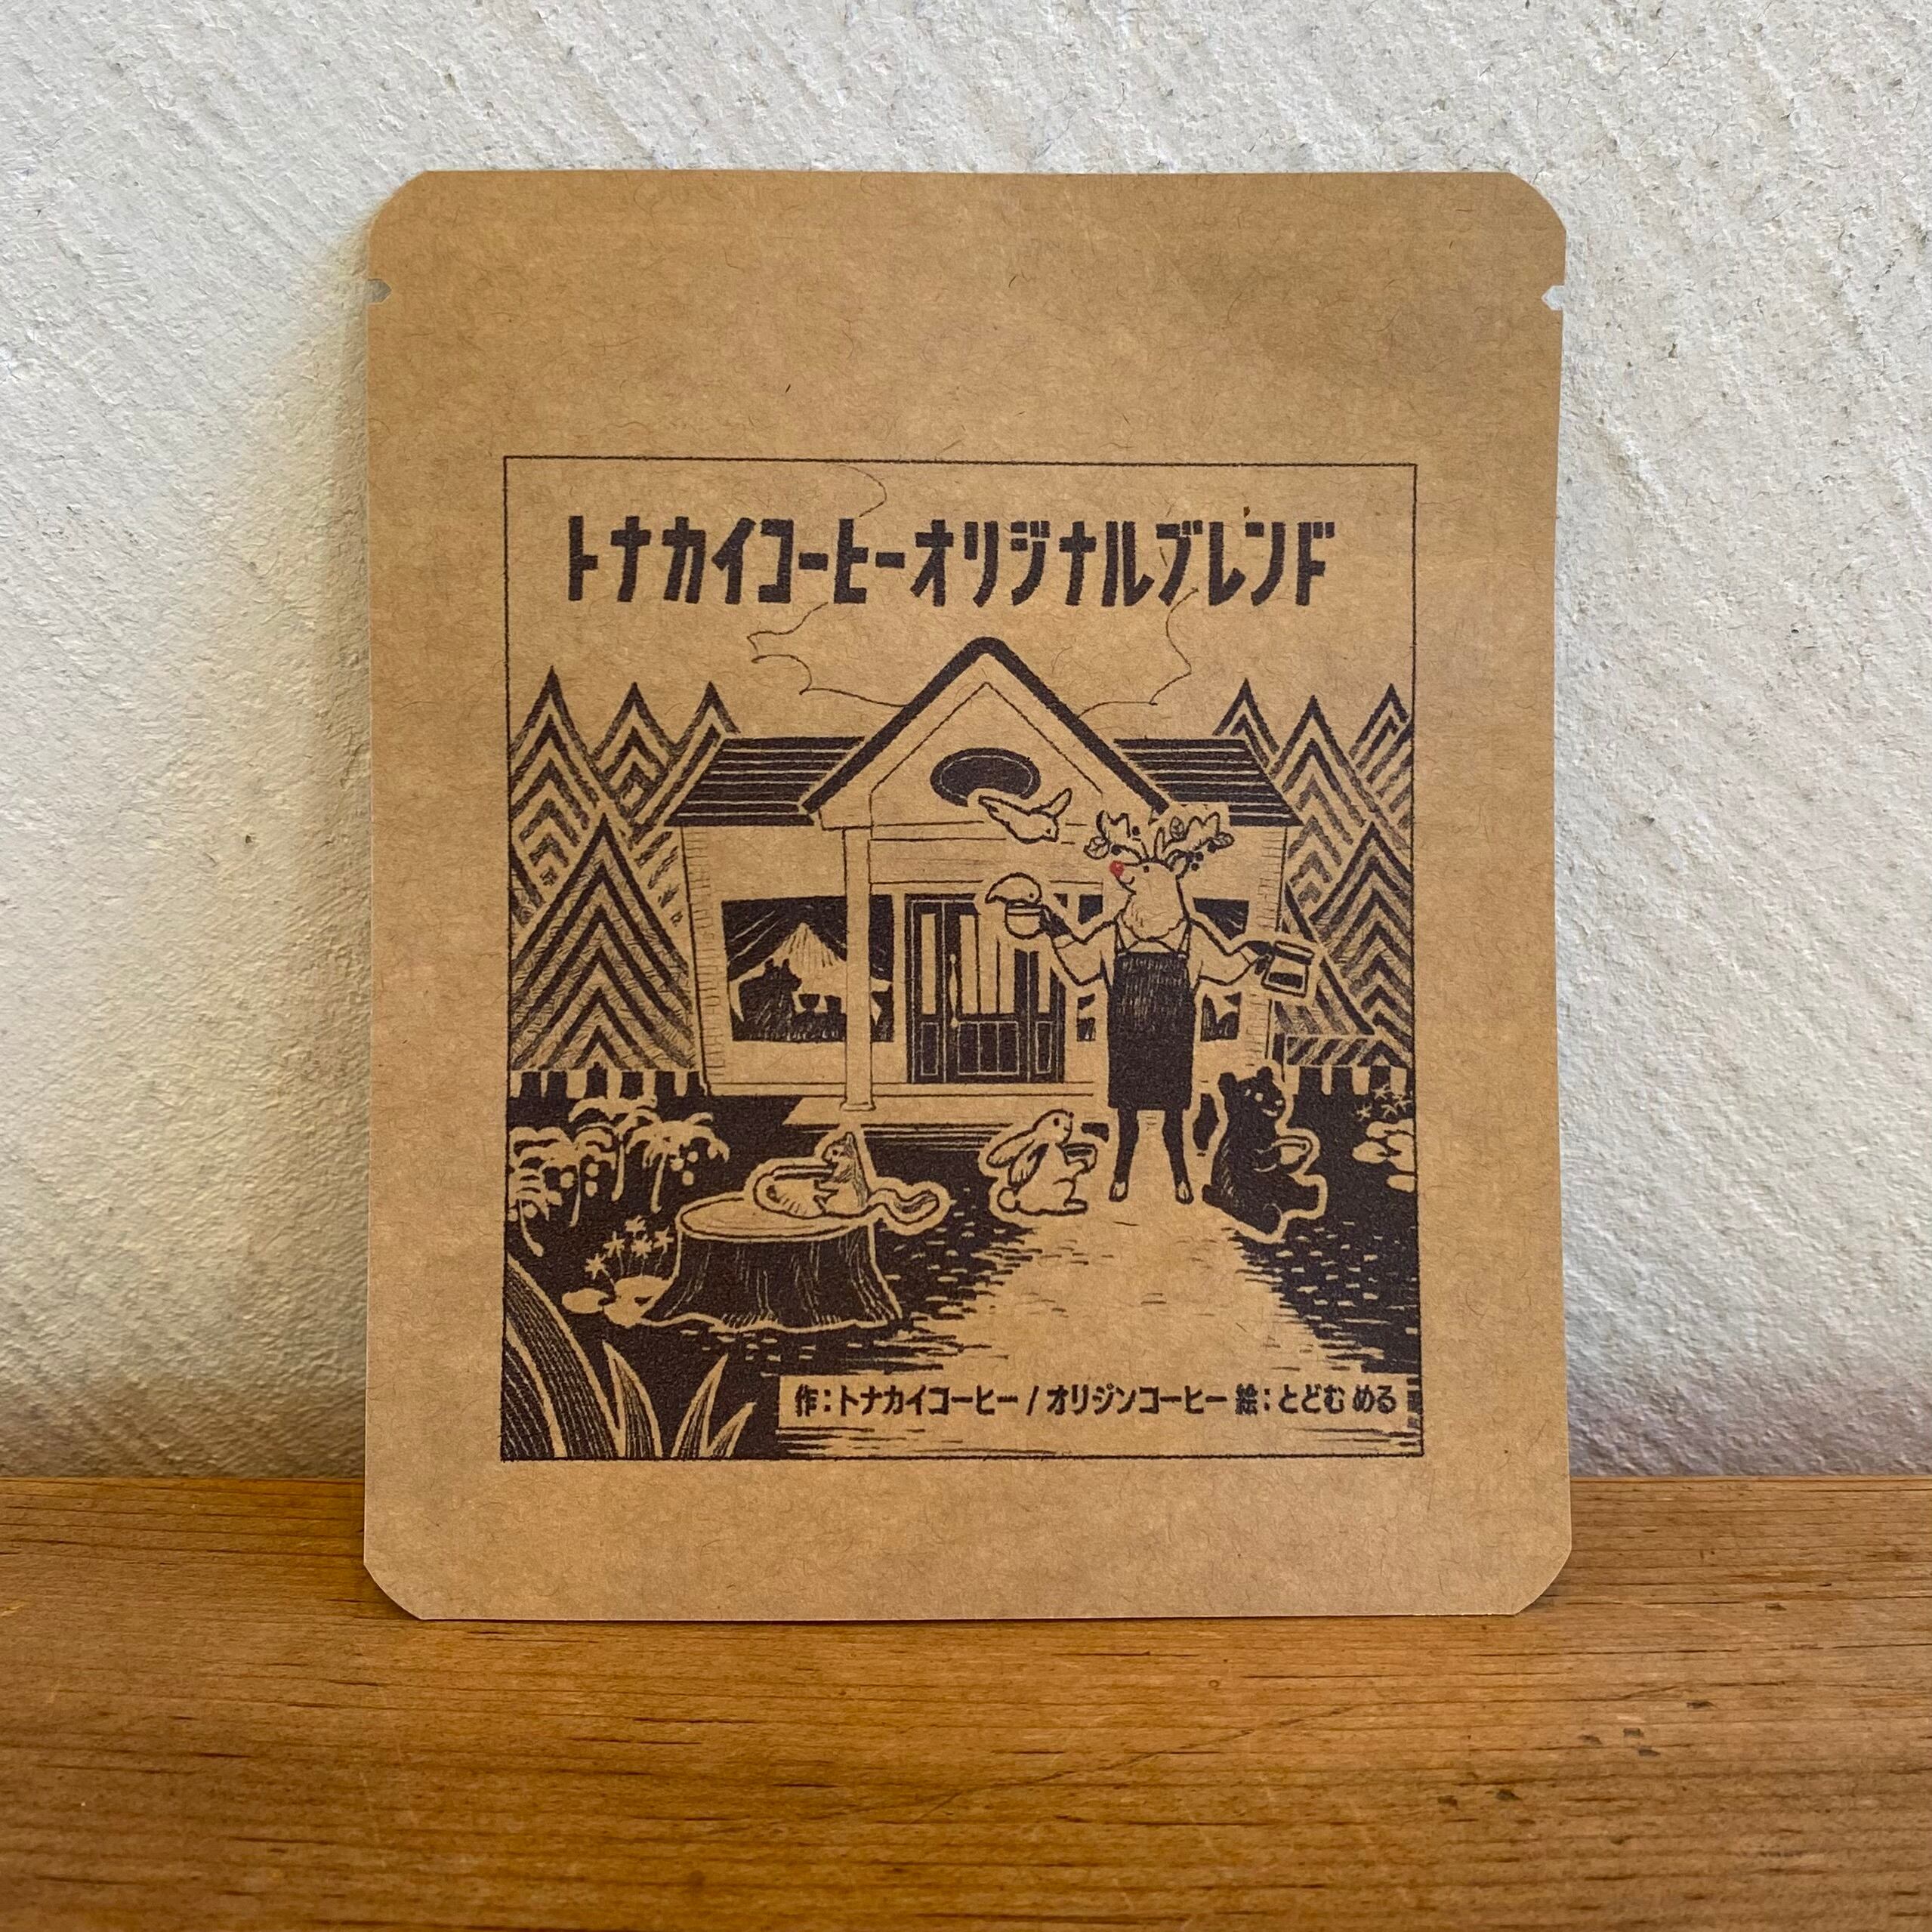 トナカイコーヒーオリジナルブレンド
作：トナカイコーヒー / オリジンコーヒー 絵：とどむ める